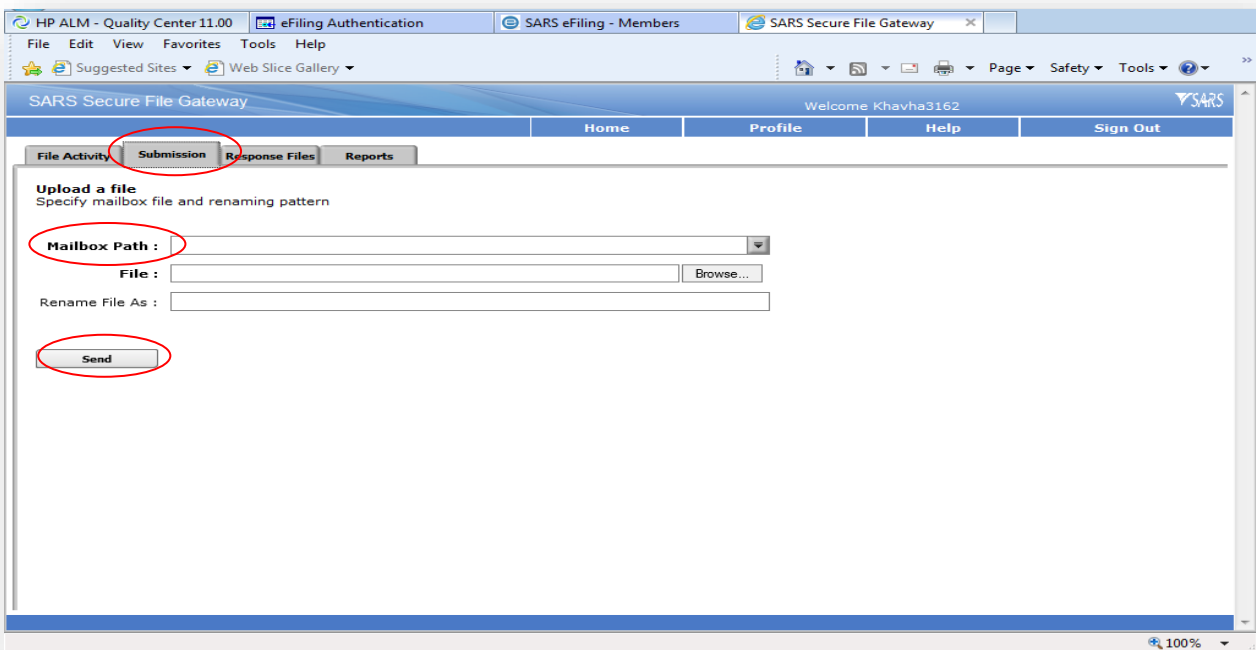 HP ALM - Quality Center 11.00 eFiling Authentication SARS eFiling - Members SARS Secure File Gateway ×
File Edit View Favorites Tools Help
Suggested Sites Web Slice Gallery Page Safety Tools »
SARS Secure File Gateway Welcome Khavha3162 SARS
Home Profile Help Sign Out
File Activity Submission Response Files Reports
Upload a file
Specify mailbox file and renaming pattern
Mailbox Path :
File : Browse...
Rename File As :
Send
100%